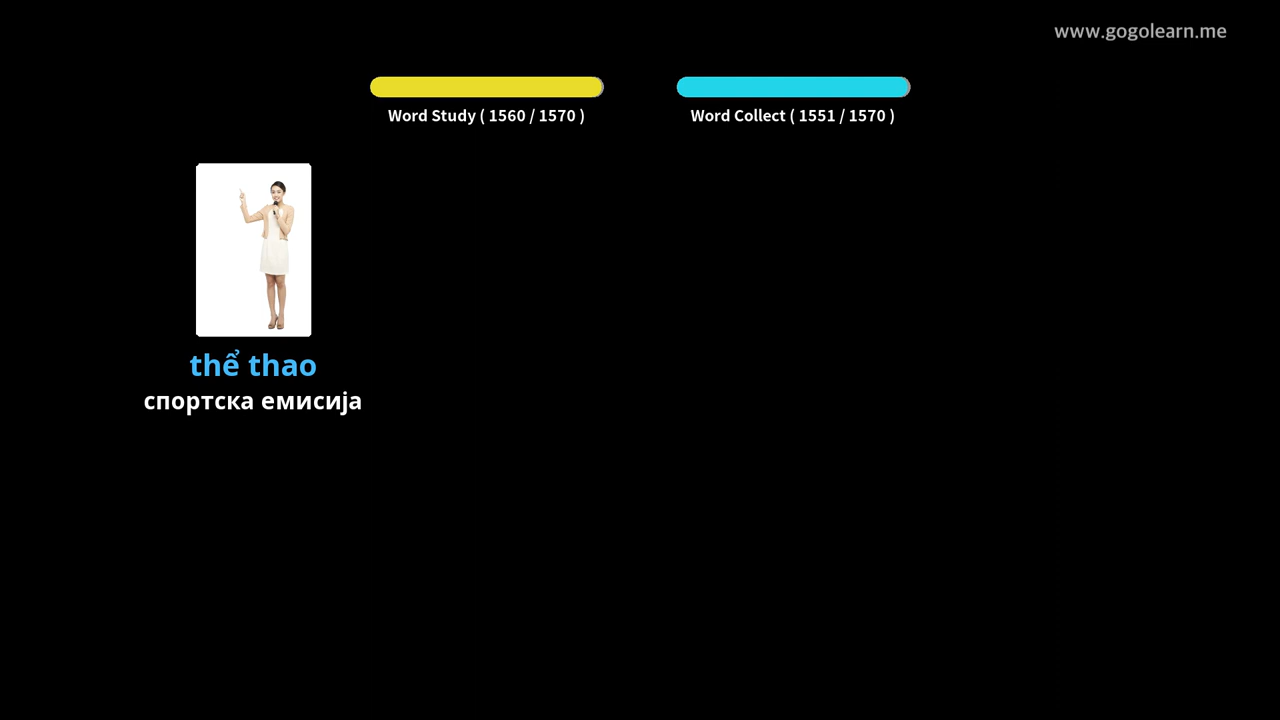 www.gogolearn.me
Word Study ( 1560 / 1570 )
Word Collect ( 1551 / 1570 )
thể thao
спортска емисија